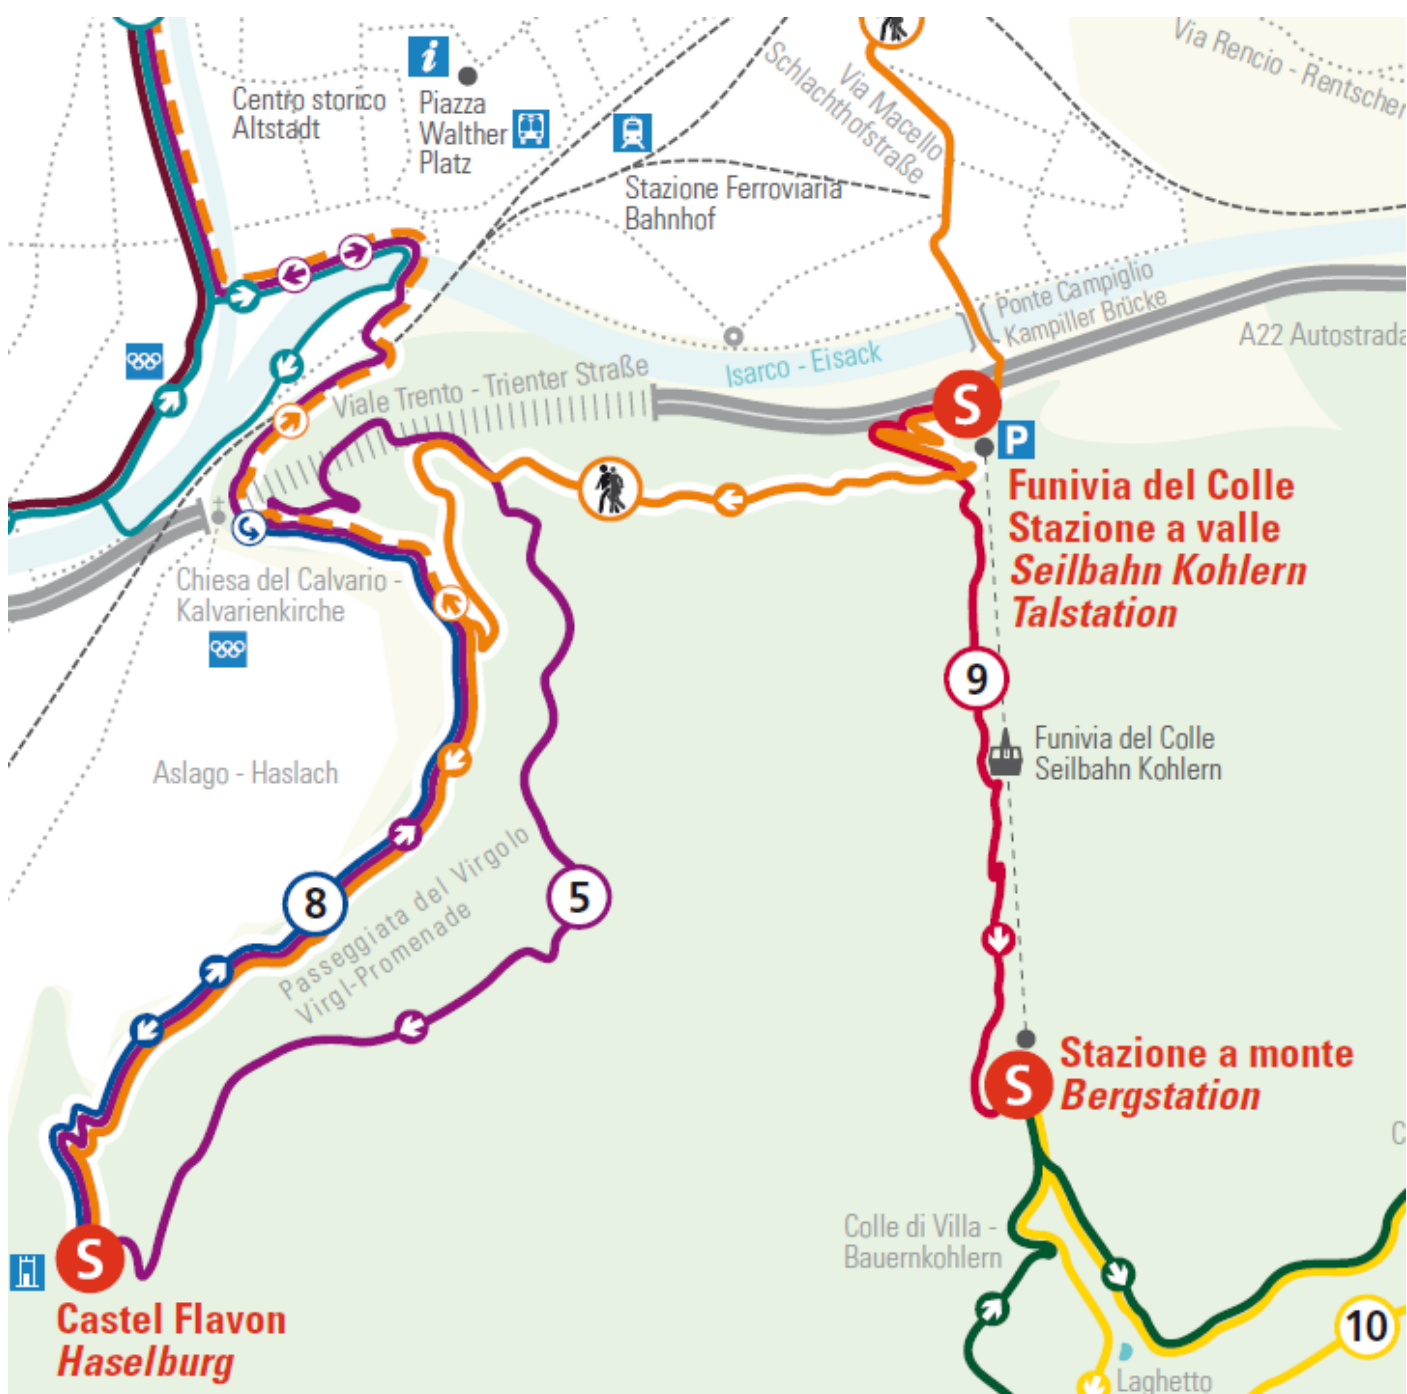 Via Rencio - Rentscher
i
Centro storico
Altstadt
Piazza
Walther
Platz
Via Macello
Schlachthofstraße
Stazione Ferroviaria
Bahnhof
Ponte Campiglio
Kampiller Brücke
A22 Autostrada
Isarco - Eisack
Viale Trento - Trienter Straße
S
P
Funivia del Colle
Stazione a valle
Seilbahn Kohlern
Talstation
Chiesa del Calvario -
Kalvarienkirche
9
Funivia del Colle
Seilbahn Kohlern
Aslago - Haslach
Passeggiata del Virgolo
Virgl-Promenade
8
5
S
Stazione a monte
Bergstation
C
Colle di Villa -
Bauernkohlern
S
Castel Flavon
Haselburg
10
Laghetto